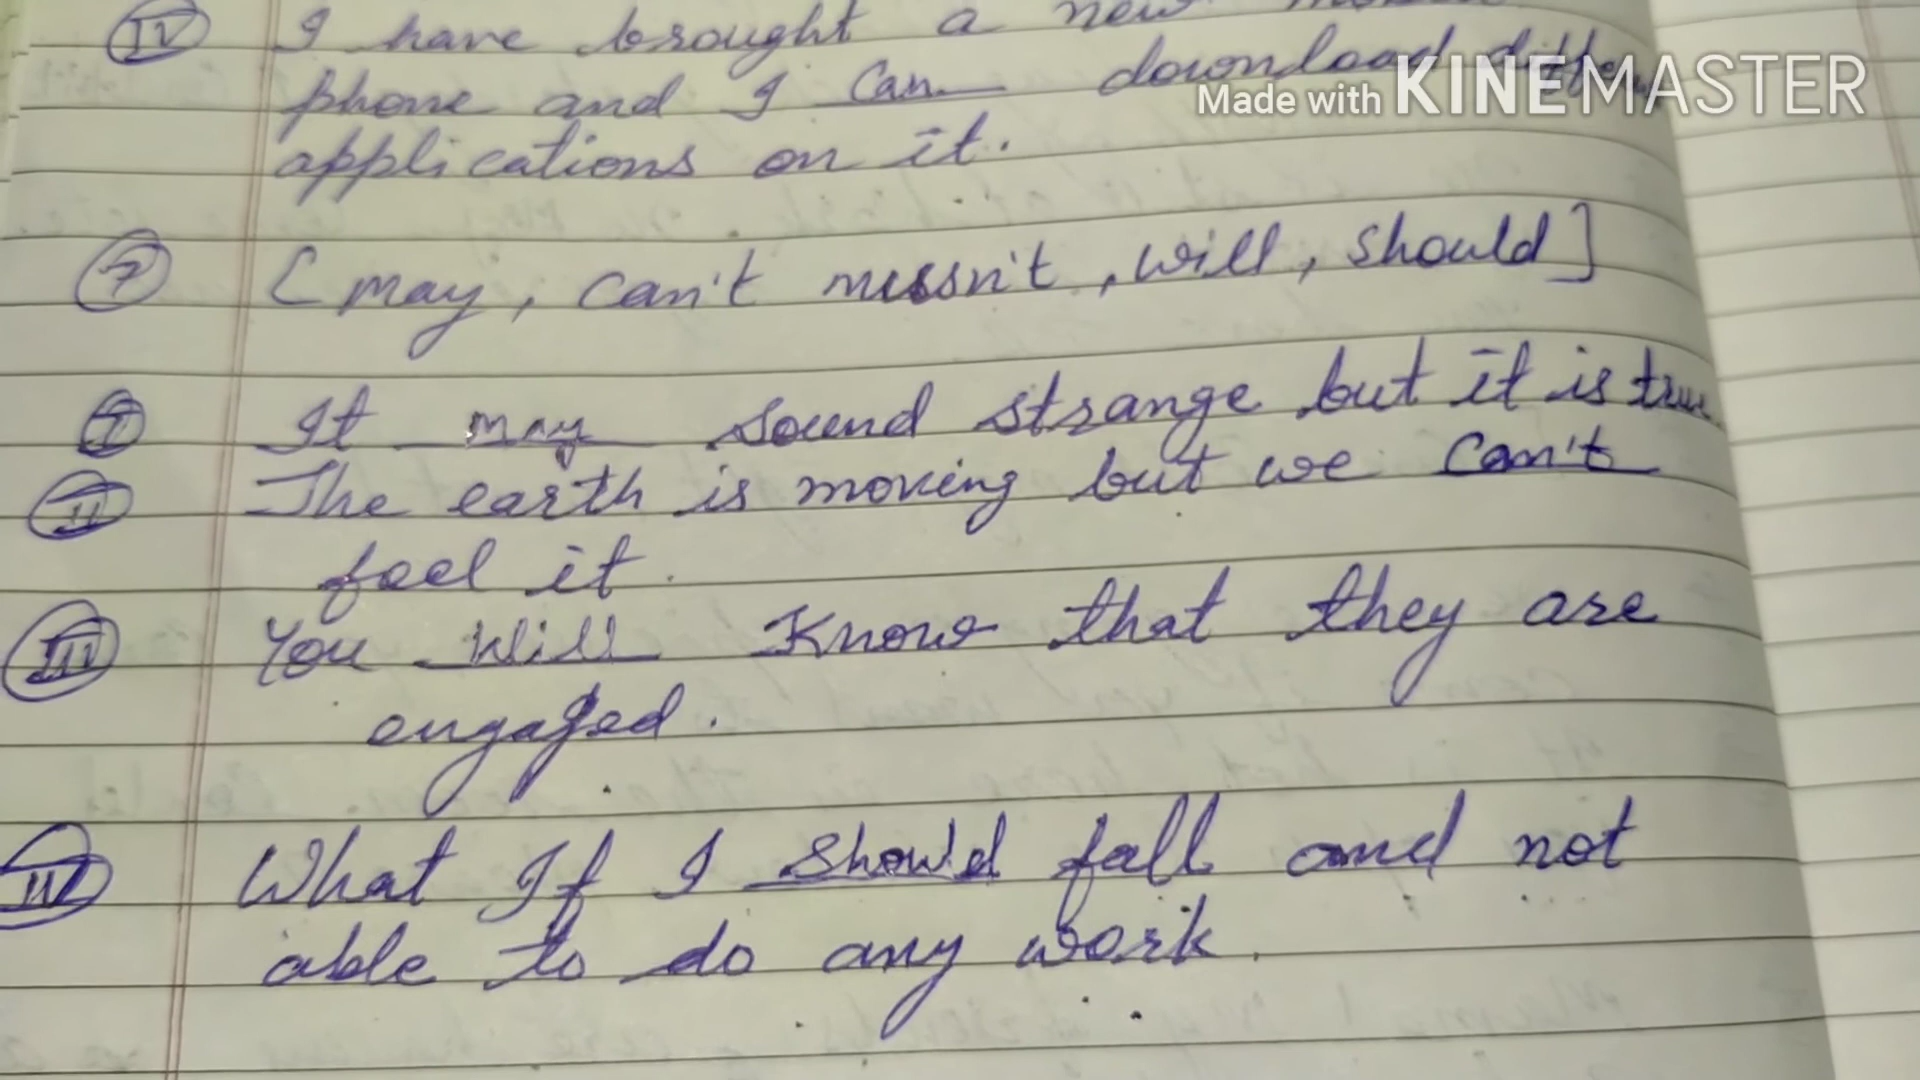 IV I have brought a new
phone and I can download
applications on it.
Made with KINEMASTER
7 [may, can't mussn't, will, should]
I It may sound strange but it is true
II The earth is moving but we can't
feel it.
III You will know that they are
engaged.
What If I should fall and not
able to do any work.